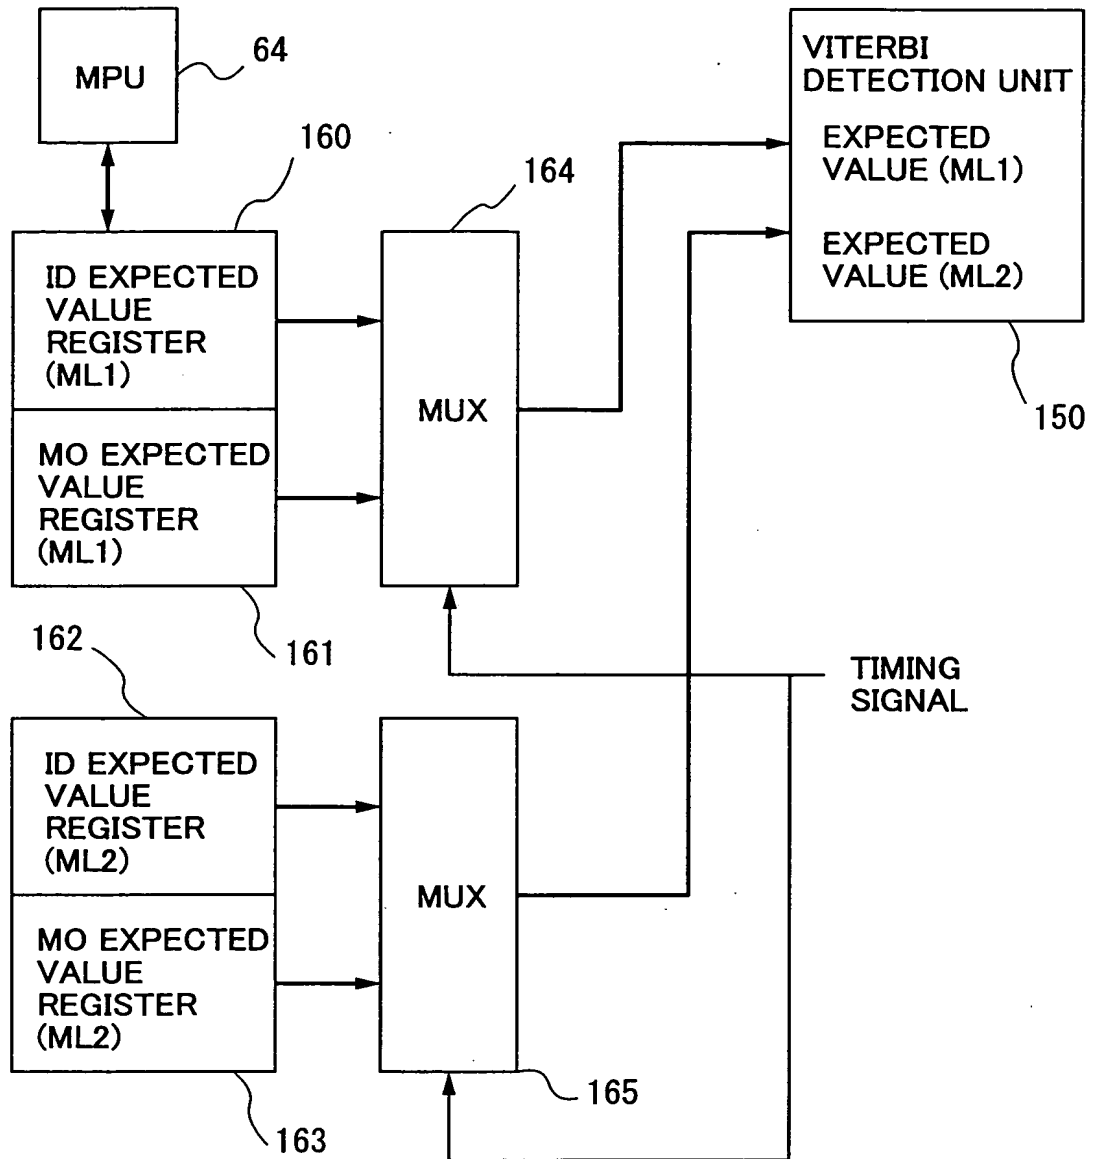 MPU
64
160
ID EXPECTED
VALUE
REGISTER
(ML1)
MO EXPECTED
VALUE
REGISTER
(ML1)
161
164
MUX
VITERBI
DETECTION UNIT
EXPECTED
VALUE (ML1)
EXPECTED
VALUE (ML2)
150
TIMING
SIGNAL
162
ID EXPECTED
VALUE
REGISTER
(ML2)
MO EXPECTED
VALUE
REGISTER
(ML2)
163
MUX
165